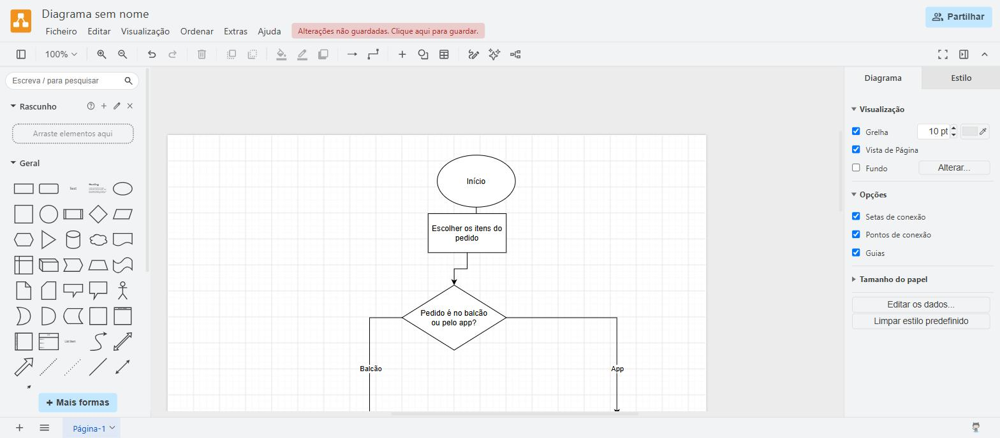 Diagrama sem nome
Ficheiro Editar Visualização Ordenar Extras Ajuda
Alterações não guardadas. Clique aqui para guardar.
Partilhar
100%
Escreva / para pesquisar
Rascunho
Arraste elementos aqui
Geral
Text
Heading
List Item
+ Mais formas
Início
Escolher os itens do
pedido
Pedido é no balcão
ou pelo app?
Balcão
App
Diagrama Estilo
Visualização
Grelha 10 pt
Vista de Página
Fundo Alterar...
Opções
Setas de conexão
Pontos de conexão
Guias
Tamanho do papel
Editar os dados...
Limpar estilo predefinido
Página-1